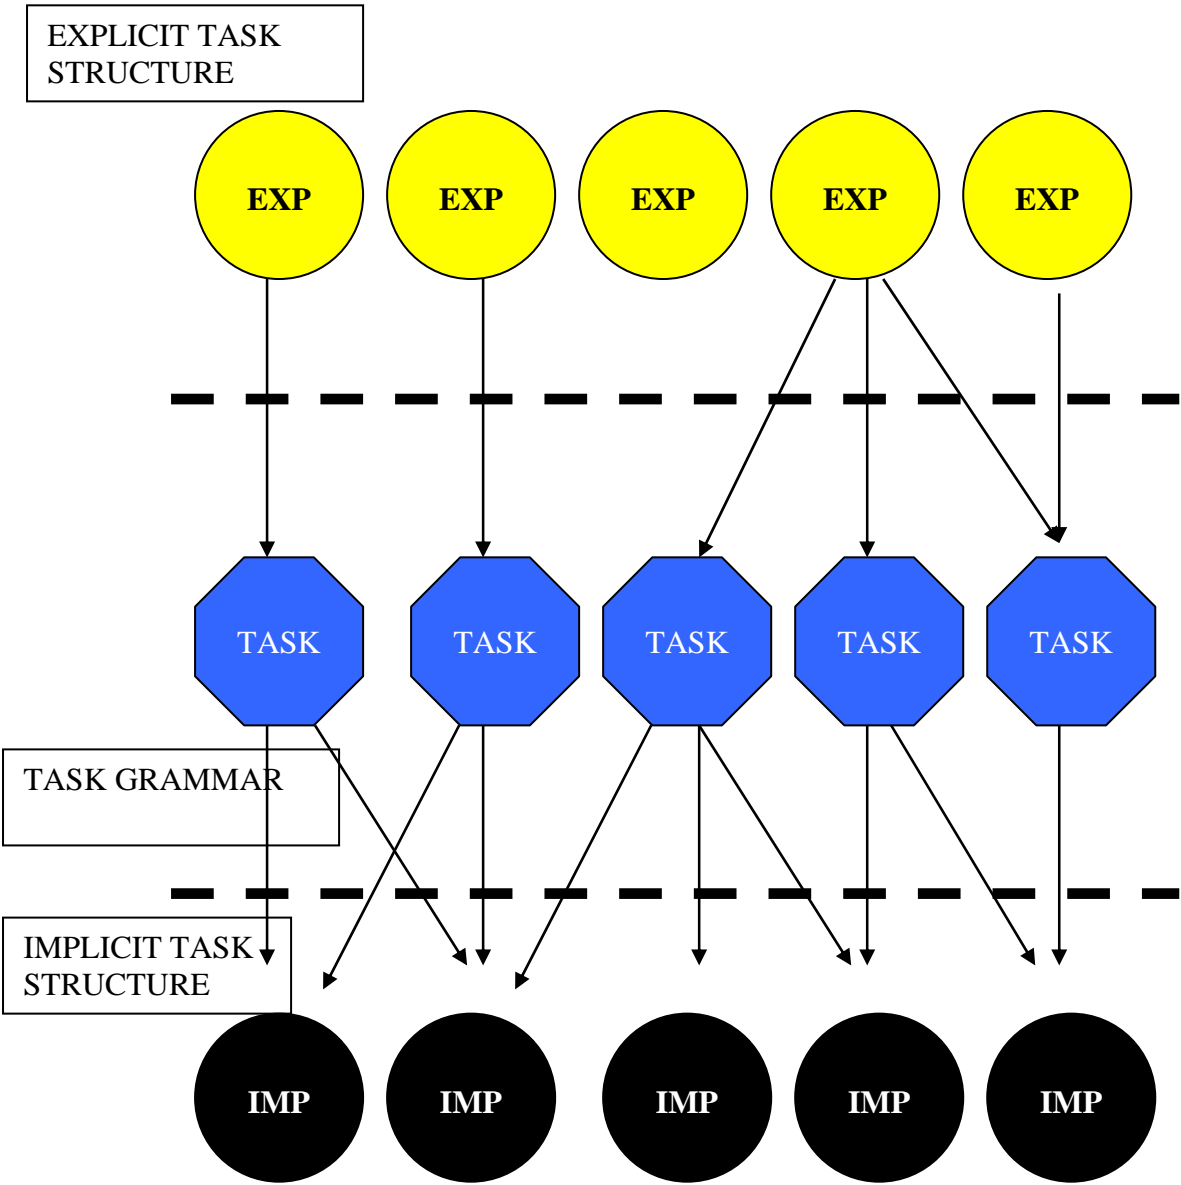 EXPLICIT TASK
STRUCTURE
EXP EXP EXP EXP EXP
TASK TASK TASK TASK TASK
TASK GRAMMAR
IMPLICIT TASK
STRUCTURE
IMP IMP IMP IMP IMP